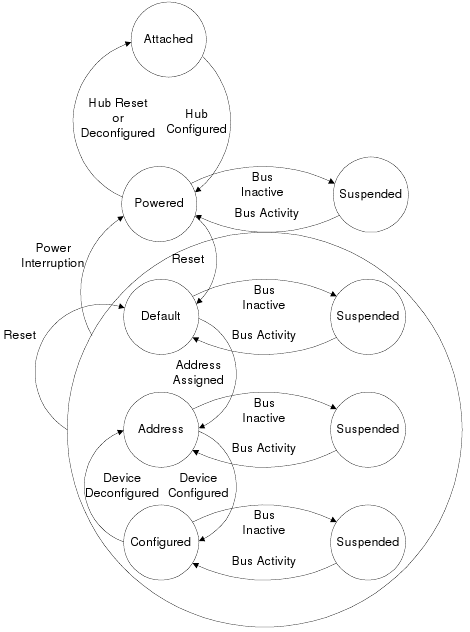 Attached
Hub Reset
or
Deconfigured
Hub
Configured
Powered
Bus
Inactive
Suspended
Bus Activity
Power
Interruption
Reset
Default
Bus
Inactive
Suspended
Bus Activity
Reset
Address
Assigned
Address
Bus
Inactive
Suspended
Bus Activity
Device
Deconfigured
Device
Configured
Configured
Bus
Inactive
Suspended
Bus Activity